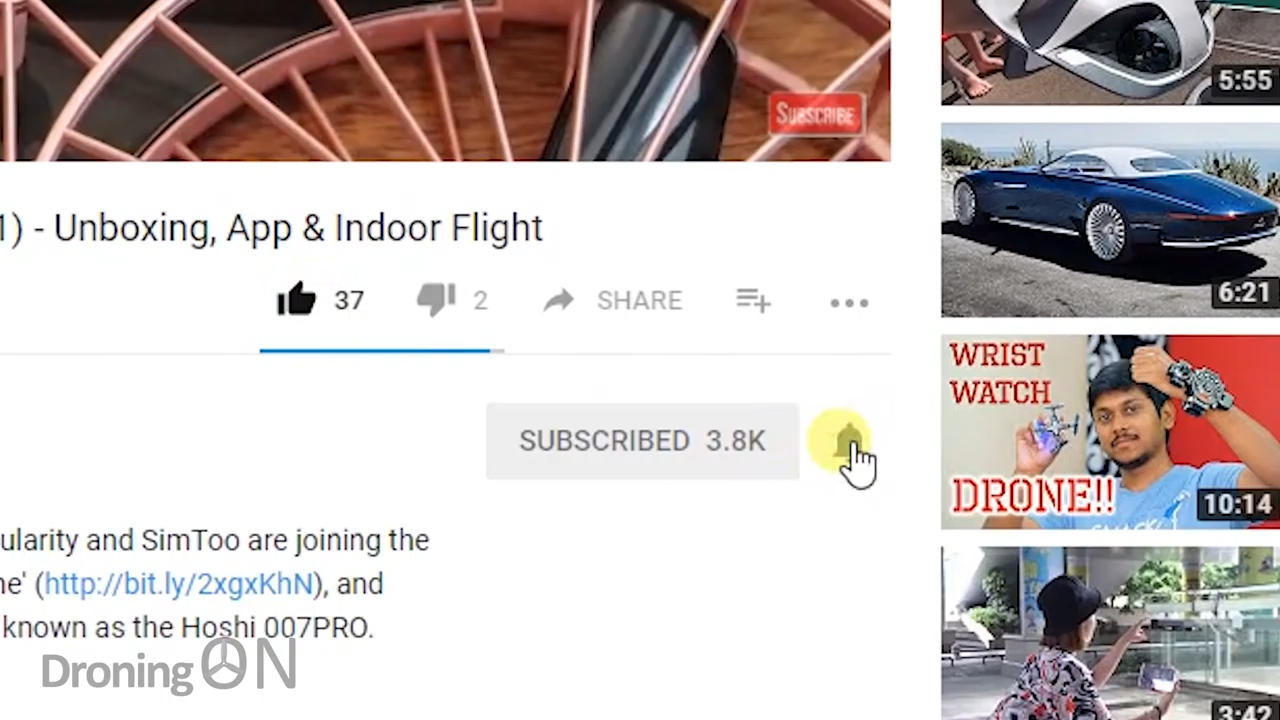 5:55
SUBSCRIBE
1) - Unboxing, App & Indoor Flight
37 2 SHARE
6:21
SUBSCRIBED 3.8K
WRIST
WATCH
DRONE!!
10:14
ularity and SimToo are joining the
ne' (http://bit.ly/2xgxKhN), and
known as the Hoshi 007PRO.
DroningON
3:42